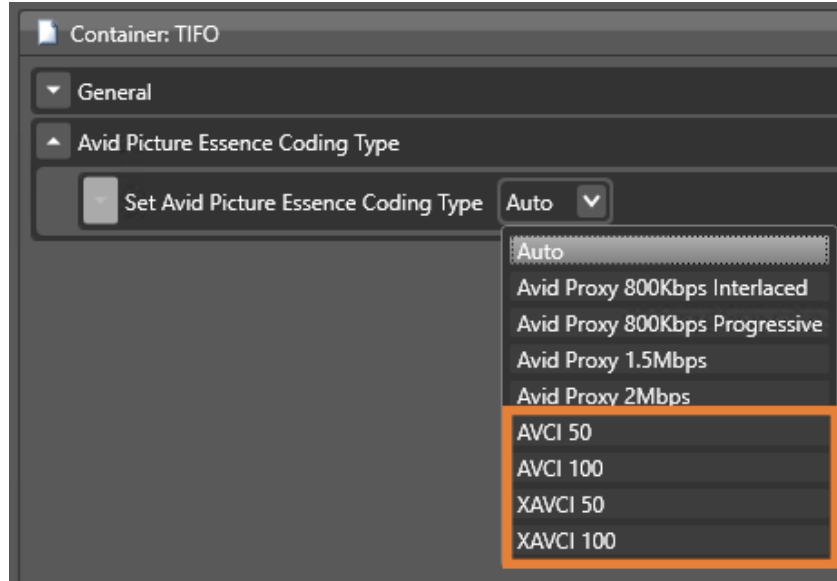 Container: TIFO
General
Avid Picture Essence Coding Type
Set Avid Picture Essence Coding Type Auto
Auto
Avid Proxy 800Kbps Interlaced
Avid Proxy 800Kbps Progressive
Avid Proxy 1.5Mbps
Avid Proxy 2Mbps
AVCI 50
AVCI 100
XAVCI 50
XAVCI 100